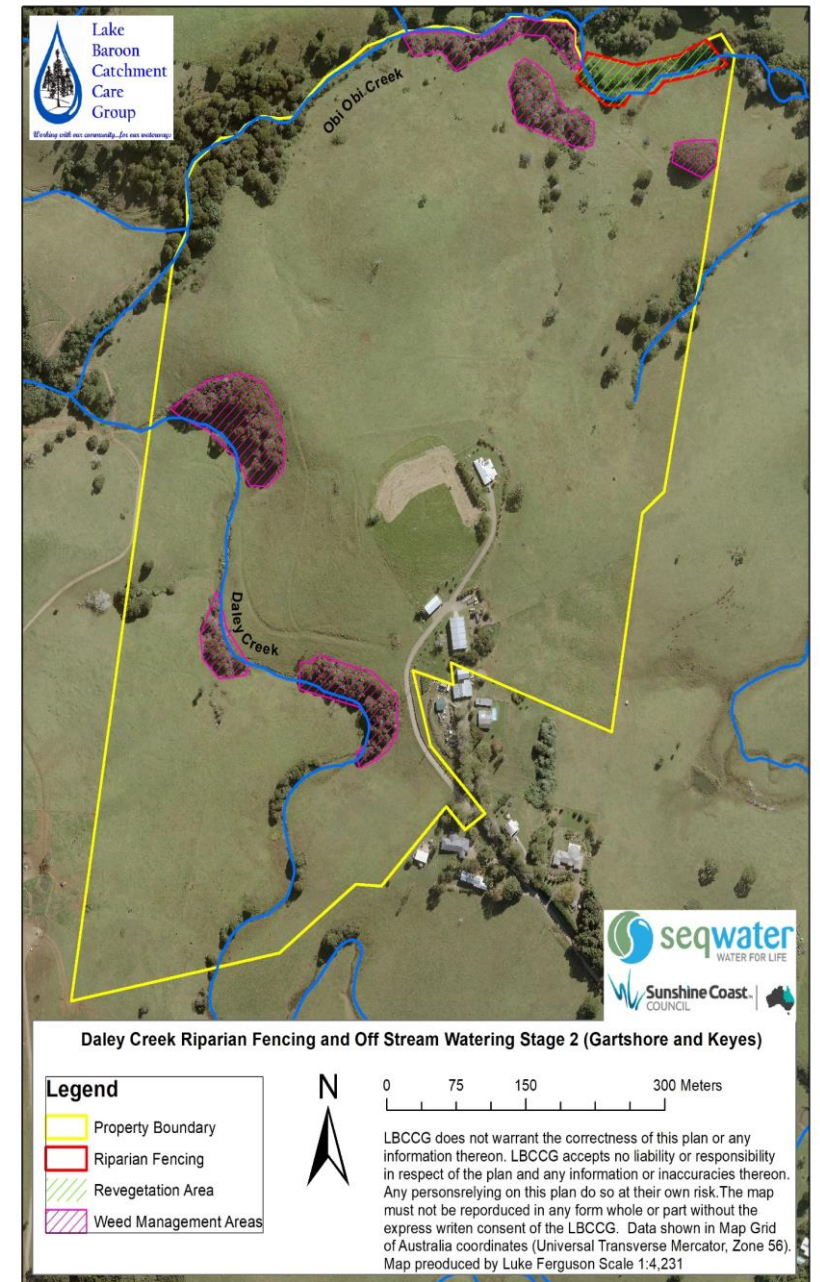 Lake
Baroon
Catchment
Care
Group
Working with our community...for our waterways
Obi Obi Creek
Daley Creek
seqwater
WATER FOR LIFE
Sunshine Coast
COUNCIL
Daley Creek Riparian Fencing and Off Stream Watering Stage 2 (Gartshore and Keyes)
Legend
Property Boundary
Riparian Fencing
Revegetation Area
Weed Management Areas
N
0 75 150 300 Meters
LBCCG does not warrant the correctness of this plan or any
information thereon. LBCCG accepts no liability or responsibility
in respect of the plan and any information or inaccuracies thereon.
Any personsrelying on this plan do so at their own risk.The map
must not be reporduced in any form whole or part without the
express writen consent of the LBCCG. Data shown in Map Grid
of Australia coordinates (Universal Transverse Mercator, Zone 56).
Map preoduced by Luke Ferguson Scale 1:4,231